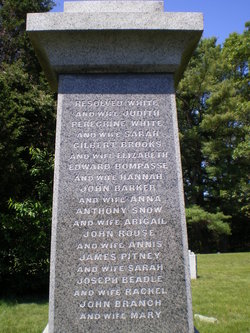 RESOLVED WHITE
AND WIFE JUDITH
PEREGRINE WHITE
AND WIFE SARAH
GILBERT BROOKS
AND WIFE ELIZABETH
EDWARD BOMPASSE
AND WIFE HANNAH
JOHN BARKER
AND WIFE ANNA
ANTHONY SNOW
AND WIFE ABIGAIL
JOHN ROUSE
AND WIFE ANNIS
JAMES PITNEY
AND WIFE SARAH
JOSEPH BEADLE
AND WIFE RACHEL
JOHN BRANCH
AND WIFE MARY